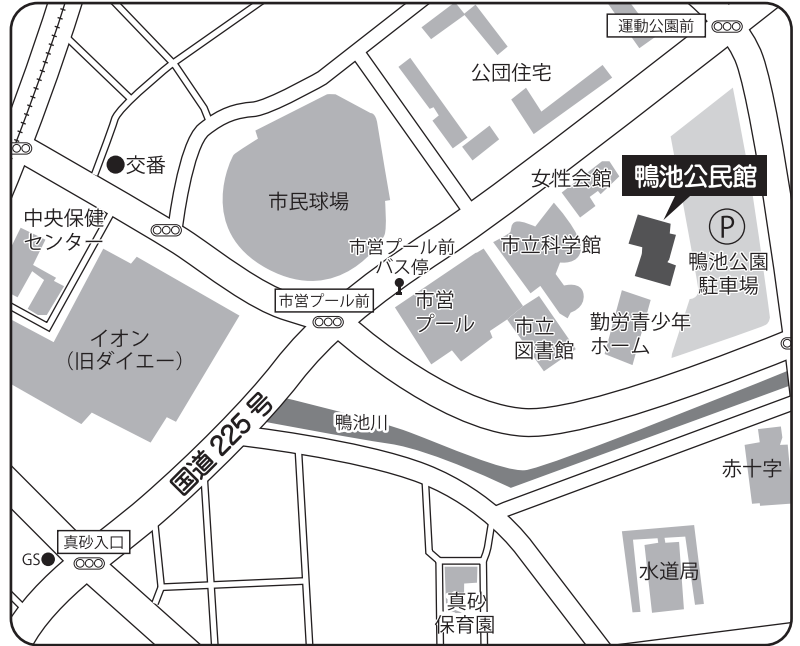 運動公園前
公団住宅
交番
女性会館
鴨池公民館
市民球場
中央保健
センター
市営プール前
バス停
市立科学館
P
鴨池公園
駐車場
市営プール前
市営
プール
市立
図書館
勤労青少年
ホーム
イオン
（旧ダイエー）
国道225号
鴨池川
赤十字
真砂入口
GS
水道局
真砂
保育園